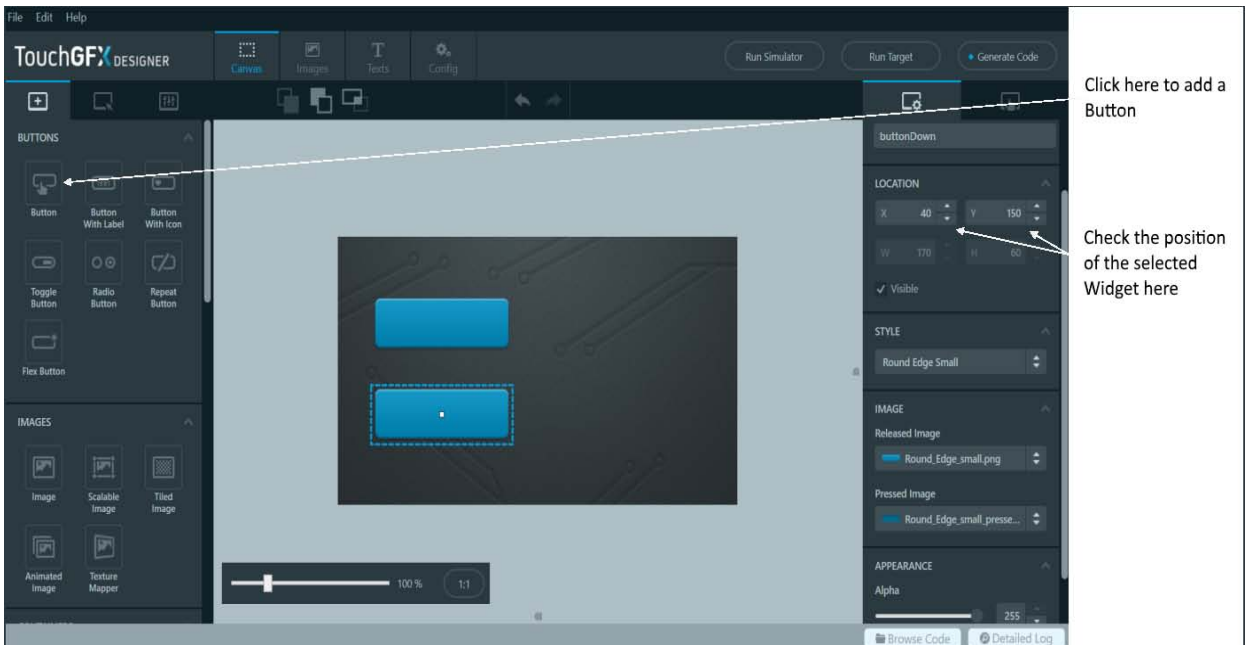 File Edit Help
TouchGFX DESIGNER
Canvas
Images
Texts
Config
Run Simulator
Run Target
Generate Code
BUTTONS
Button
Button
With Label
Button
With Icon
Toggle
Button
Radio
Button
Repeat
Button
Flex Button
IMAGES
Image
Scalable
Image
Tiled
Image
Animated
Image
Texture
Mapper
100 %
1:1
buttonDown
LOCATION
X 40 Y 150
W 170 H 60
Visible
STYLE
Round Edge Small
IMAGE
Released Image
Round_Edge_small.png
Pressed Image
Round_Edge_small_presse...
APPEARANCE
Alpha
255
Browse Code
Detailed Log
Click here to add a
Button
Check the position
of the selected
Widget here